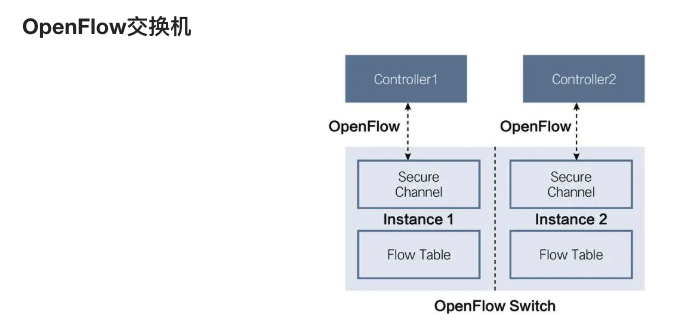 OpenFlow交换机
Controller1
Controller2
OpenFlow
OpenFlow
Secure
Channel
Secure
Channel
Instance 1
Instance 2
Flow Table
Flow Table
OpenFlow Switch